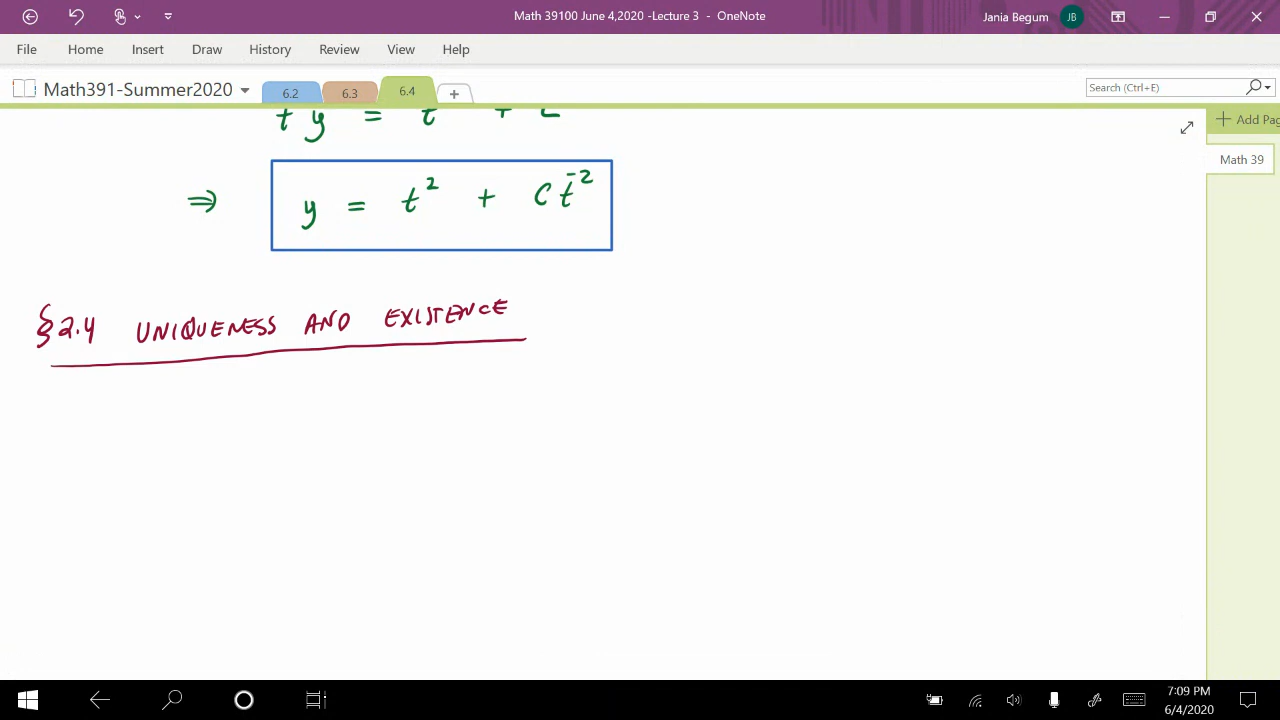 Math 39100 June 4,2020 -Lecture 3 - OneNote
Jania Begum JB
File Home Insert Draw History Review View Help
Math391-Summer2020 6.2 6.3 6.4 +
Search (Ctrl+E)
Add Pag
Math 39
t y = t + C
⇒ y = t² + C t⁻²
§2.4 UNIQUENESS AND EXISTENCE
7:09 PM
6/4/2020